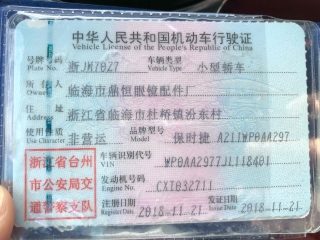 中华人民共和国机动车行驶证
Vehicle License of the People's Republic of China
号牌号码 浙JM7027 车辆类型 小型轿车
Plate No. Vehicle Type
所有人 临海市鼎恒眼镜配件厂
Owner
住址 浙江省临海市杜桥镇汾东村
Address
使用性质 非营运 品牌型号 保时捷 A211WP0AA297
Use Character Model
浙江省台州
市公安局交
通警察支队
车辆识别代号 WP0AA2977JL118401
VIN
发动机号码 CXT032711
Engine No.
注册日期 2018-11-21 发证日期 2018-11-21
Register Date Issue Date